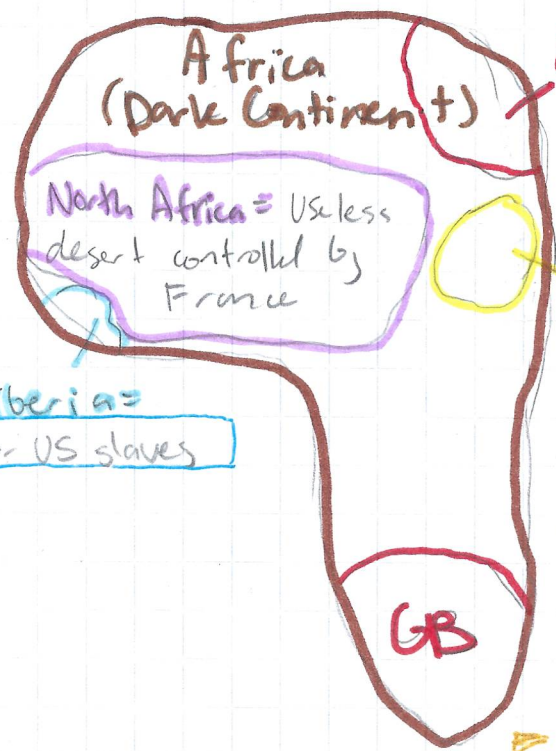 Africa
(Dark Continent)
North Africa = Useless
desert controlled by
France
iberia =
US slaves
GB